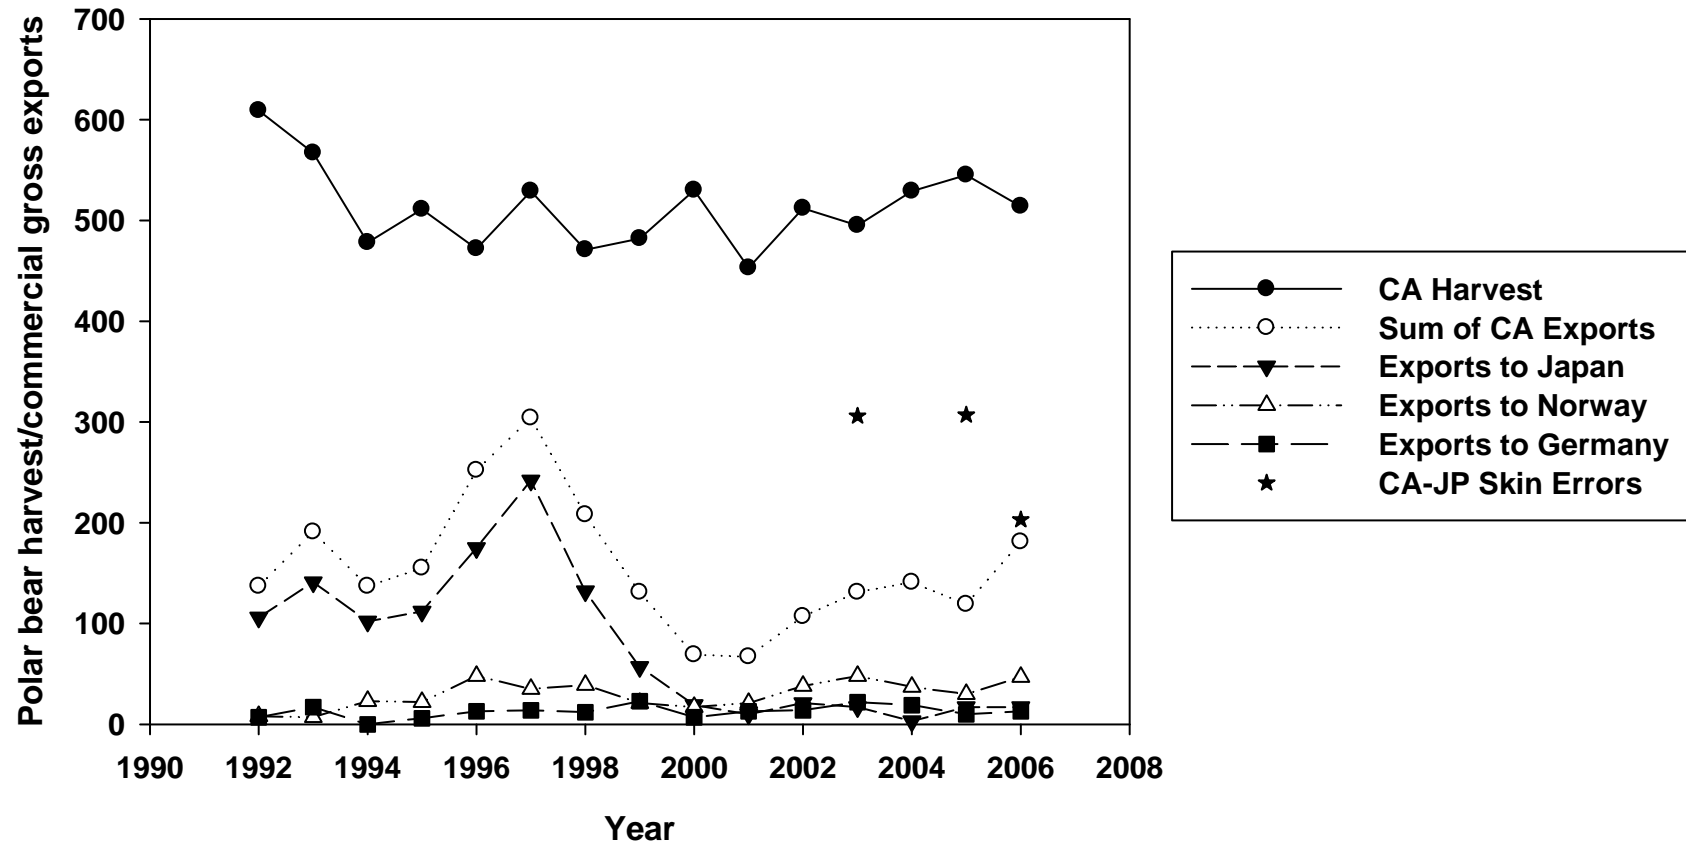 Polar bear harvest/commercial gross exports
700
600
500
400
300
200
100
0
1990 1992 1994 1996 1998 2000 2002 2004 2006 2008
Year
CA Harvest
Sum of CA Exports
Exports to Japan
Exports to Norway
Exports to Germany
CA-JP Skin Errors